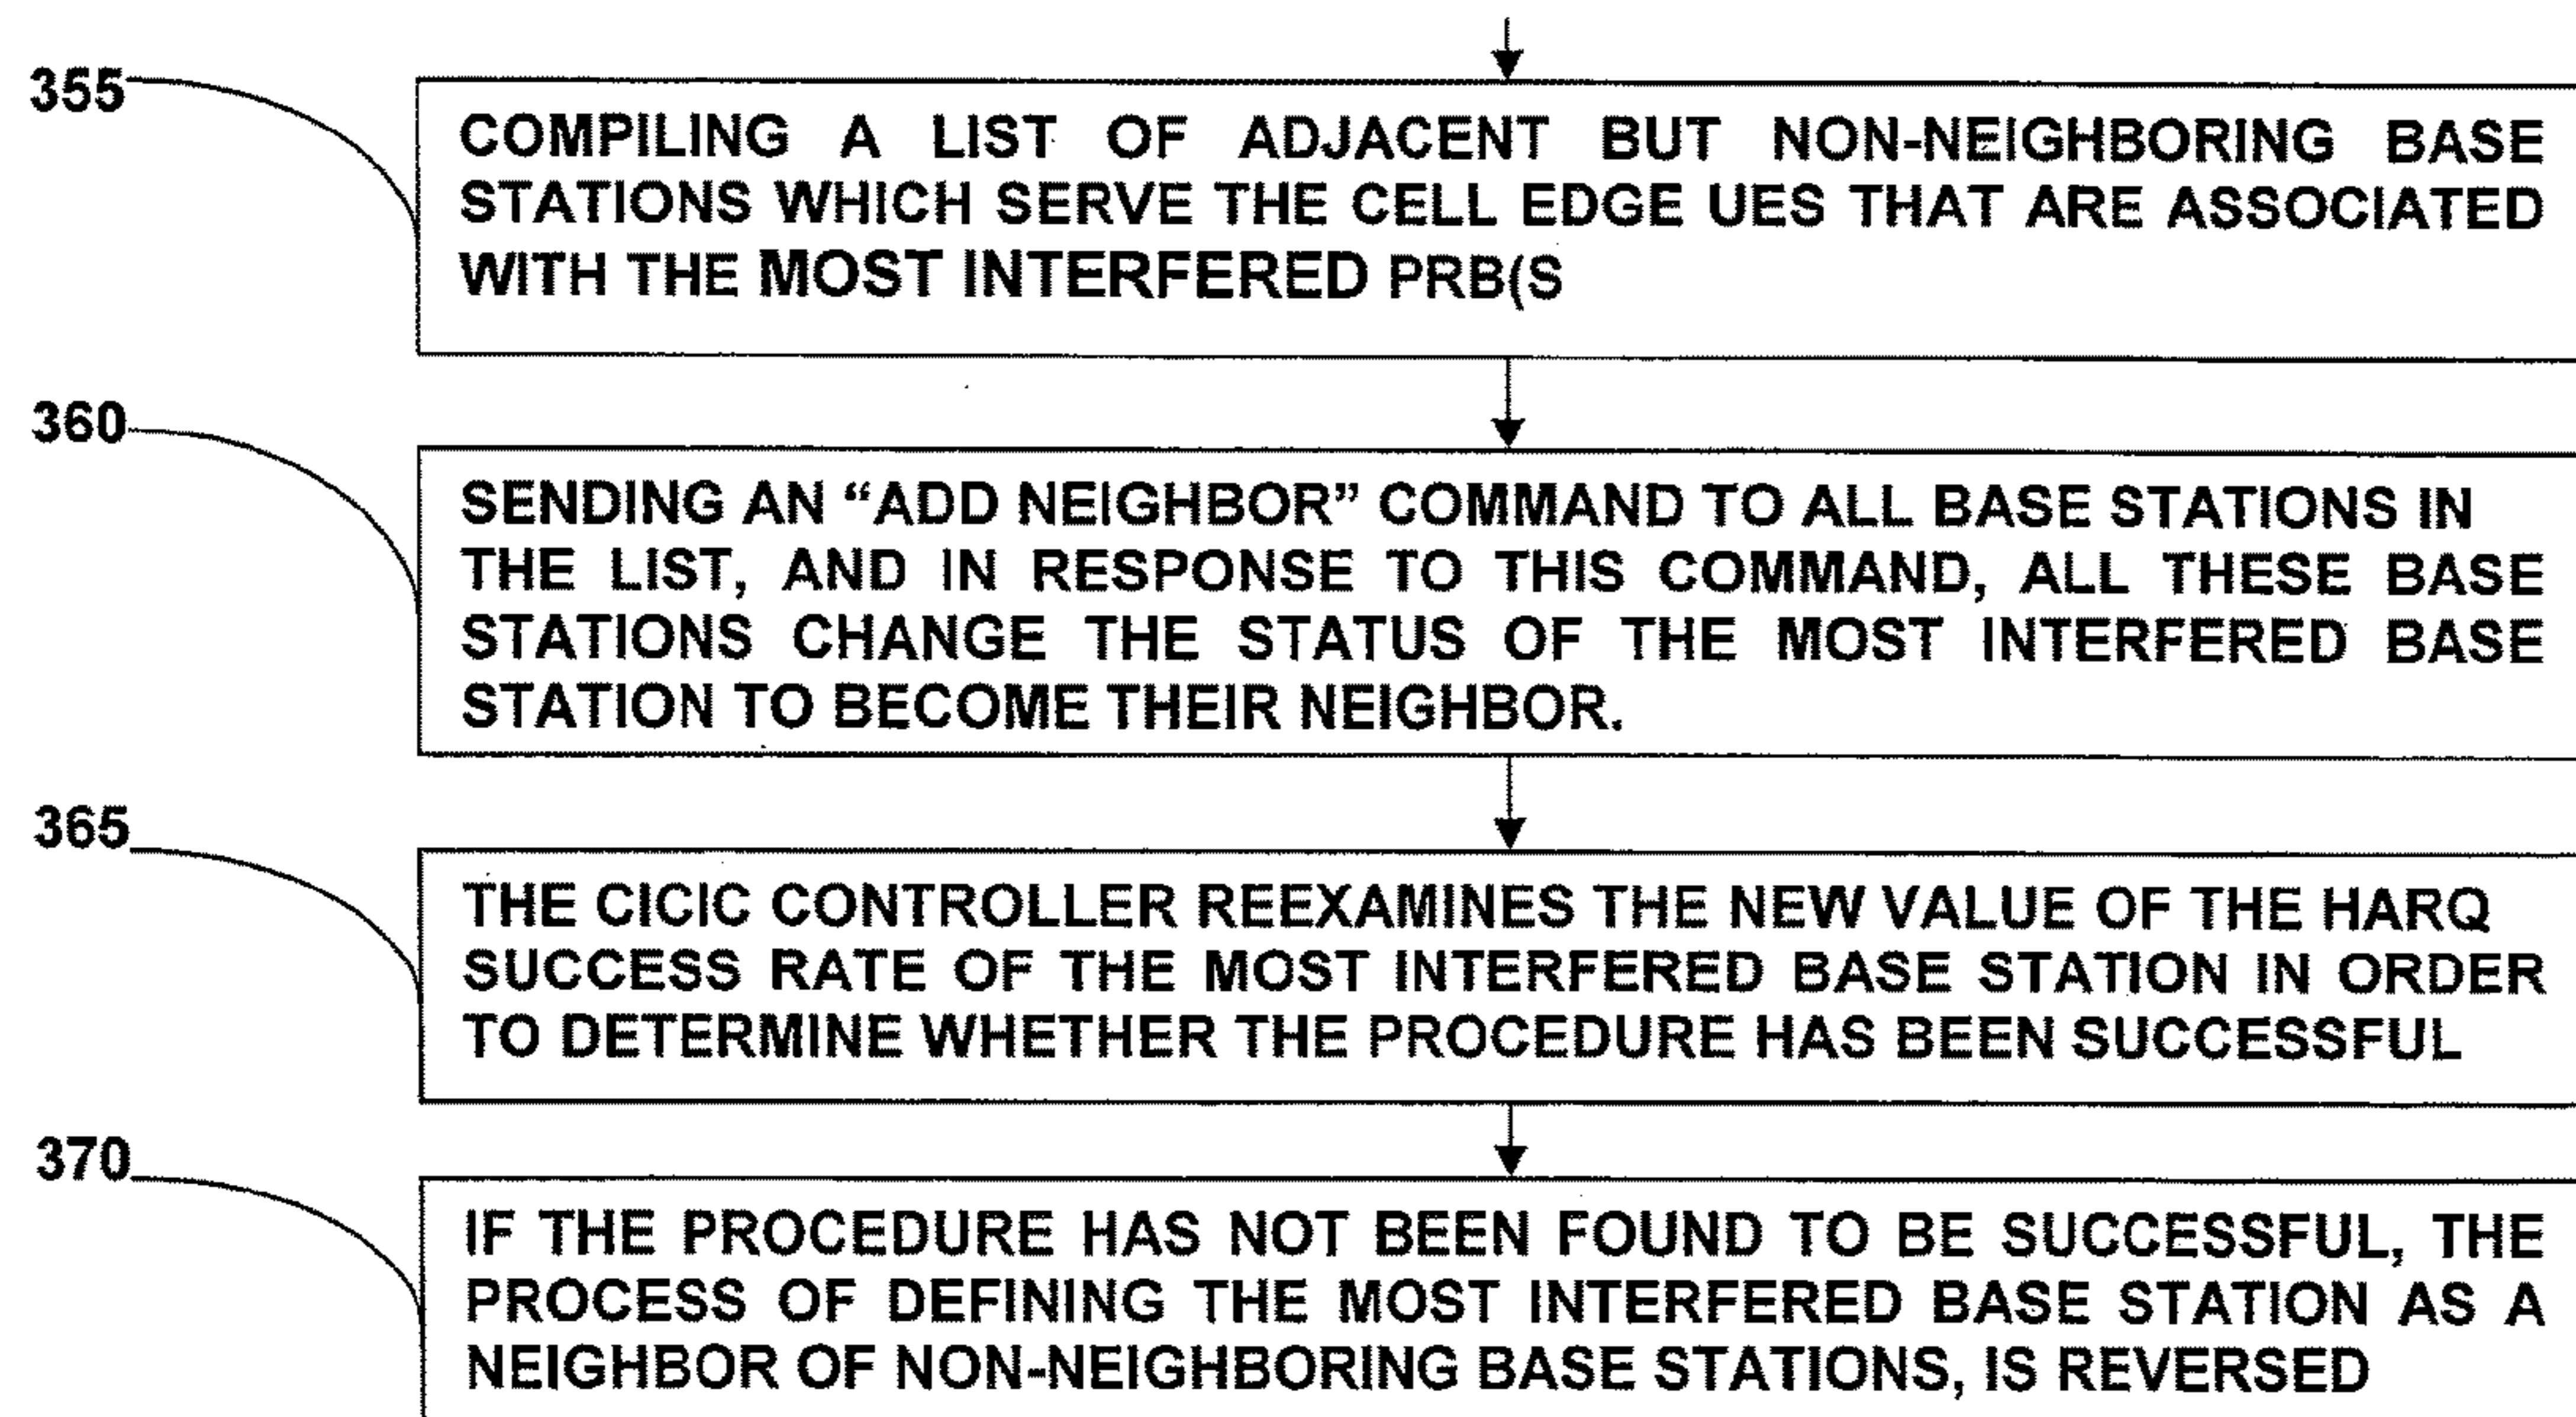 355
COMPILING A LIST OF ADJACENT BUT NON-NEIGHBORING BASE
STATIONS WHICH SERVE THE CELL EDGE UES THAT ARE ASSOCIATED
WITH THE MOST INTERFERED PRB(S
360
SENDING AN “ADD NEIGHBOR” COMMAND TO ALL BASE STATIONS IN
THE LIST, AND IN RESPONSE TO THIS COMMAND, ALL THESE BASE
STATIONS CHANGE THE STATUS OF THE MOST INTERFERED BASE
STATION TO BECOME THEIR NEIGHBOR.
365
THE CICIC CONTROLLER REEXAMINES THE NEW VALUE OF THE HARQ
SUCCESS RATE OF THE MOST INTERFERED BASE STATION IN ORDER
TO DETERMINE WHETHER THE PROCEDURE HAS BEEN SUCCESSFUL
370
IF THE PROCEDURE HAS NOT BEEN FOUND TO BE SUCCESSFUL, THE
PROCESS OF DEFINING THE MOST INTERFERED BASE STATION AS A
NEIGHBOR OF NON-NEIGHBORING BASE STATIONS, IS REVERSED